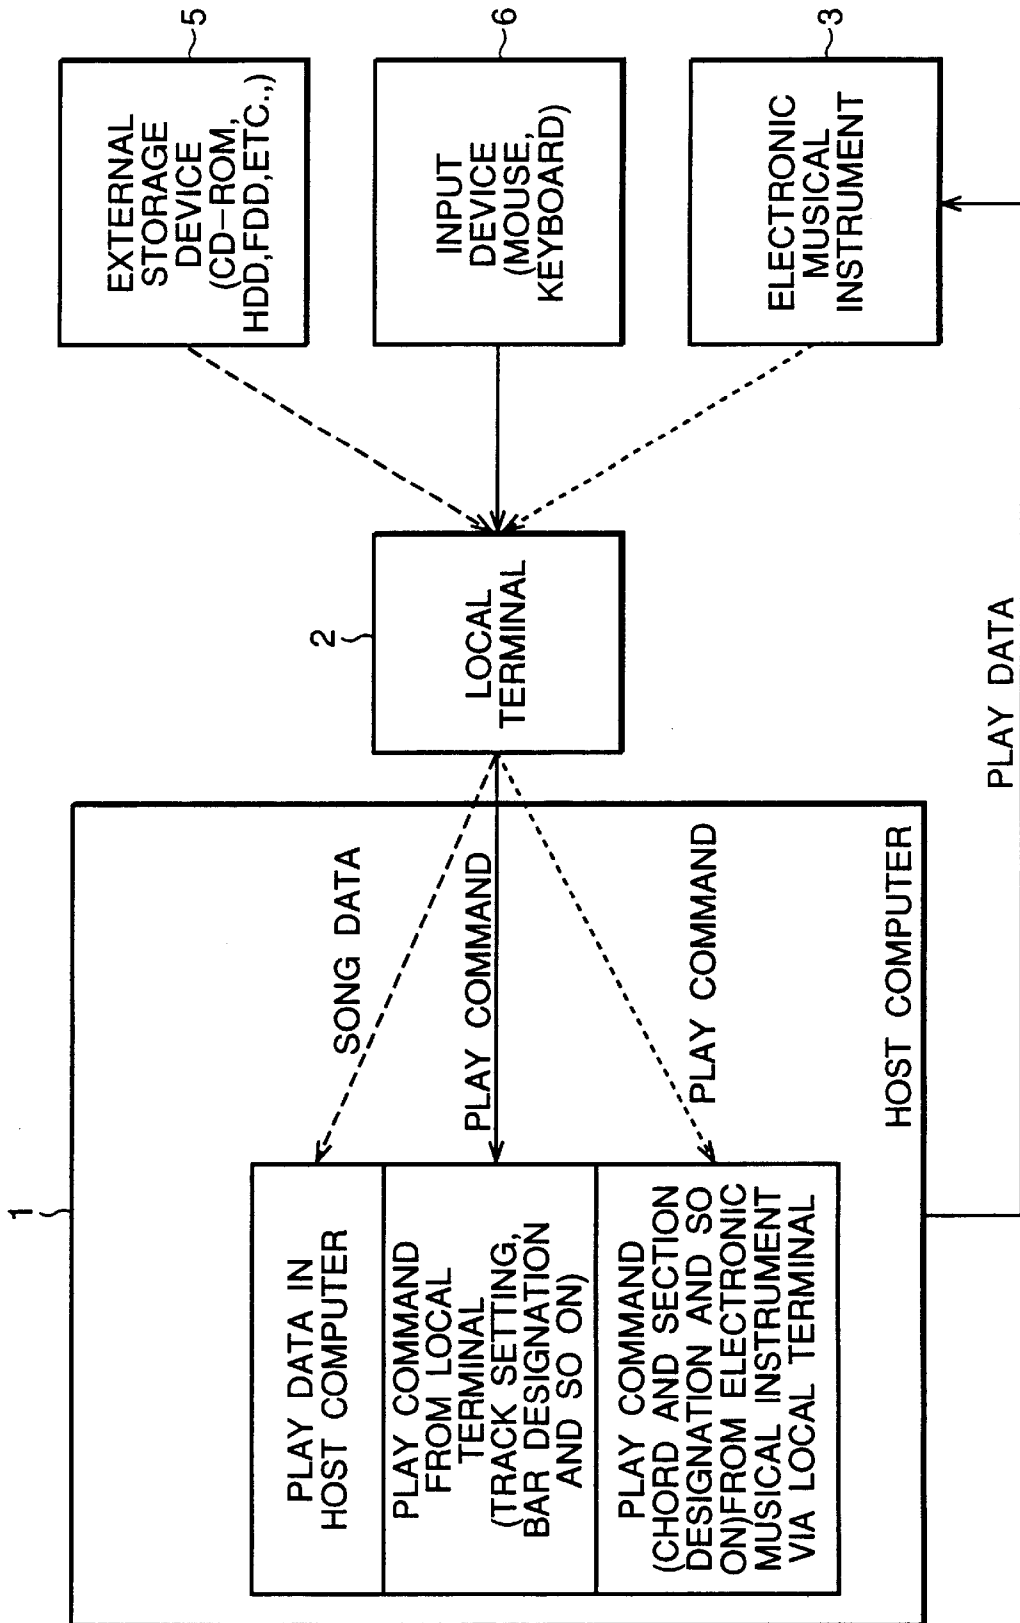 1
PLAY DATA IN
HOST COMPUTER
PLAY COMMAND
FROM LOCAL
TERMINAL
(TRACK SETTING,
BAR DESIGNATION
AND SO ON)
PLAY COMMAND
(CHORD AND SECTION
DESIGNATION AND SO
ON)FROM ELECTRONIC
MUSICAL INSTRUMENT
VIA LOCAL TERMINAL
SONG DATA
PLAY COMMAND
PLAY COMMAND
HOST COMPUTER
2
LOCAL
TERMINAL
EXTERNAL
STORAGE
DEVICE
(CD-ROM,
HDD,FDD,ETC.,)
5
INPUT
DEVICE
(MOUSE,
KEYBOARD)
6
ELECTRONIC
MUSICAL
INSTRUMENT
3
PLAY DATA